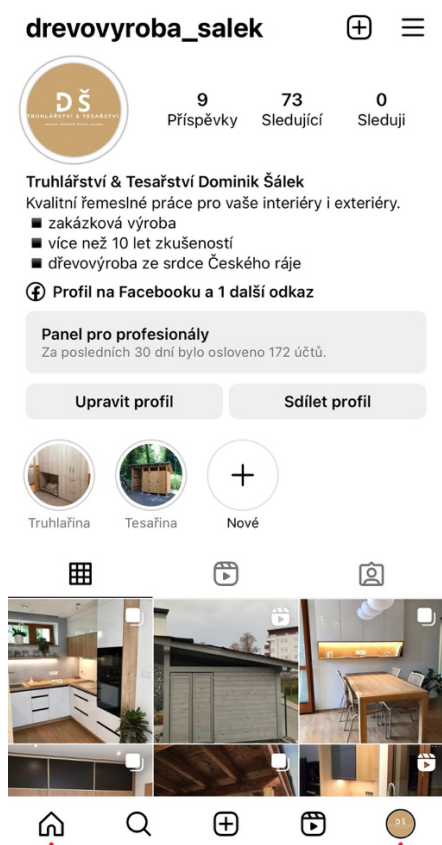 drevovyroba_salek
DŠ
TRUHLÁŘSTVÍ & TESAŘSTVÍ
9
Příspěvky
73
Sledující
0
Sleduji
Truhlářství & Tesařství Dominik Šálek
Kvalitní řemeslné práce pro vaše interiéry i exteriéry.
◾ zakázková výroba
◾ více než 10 let zkušeností
◾ dřevovýroba ze srdce Českého ráje
Profil na Facebooku a 1 další odkaz
Panel pro profesionály
Za posledních 30 dní bylo osloveno 172 účtů.
Upravit profil
Sdílet profil
Truhlařina
Tesařina
Nové
DŠ